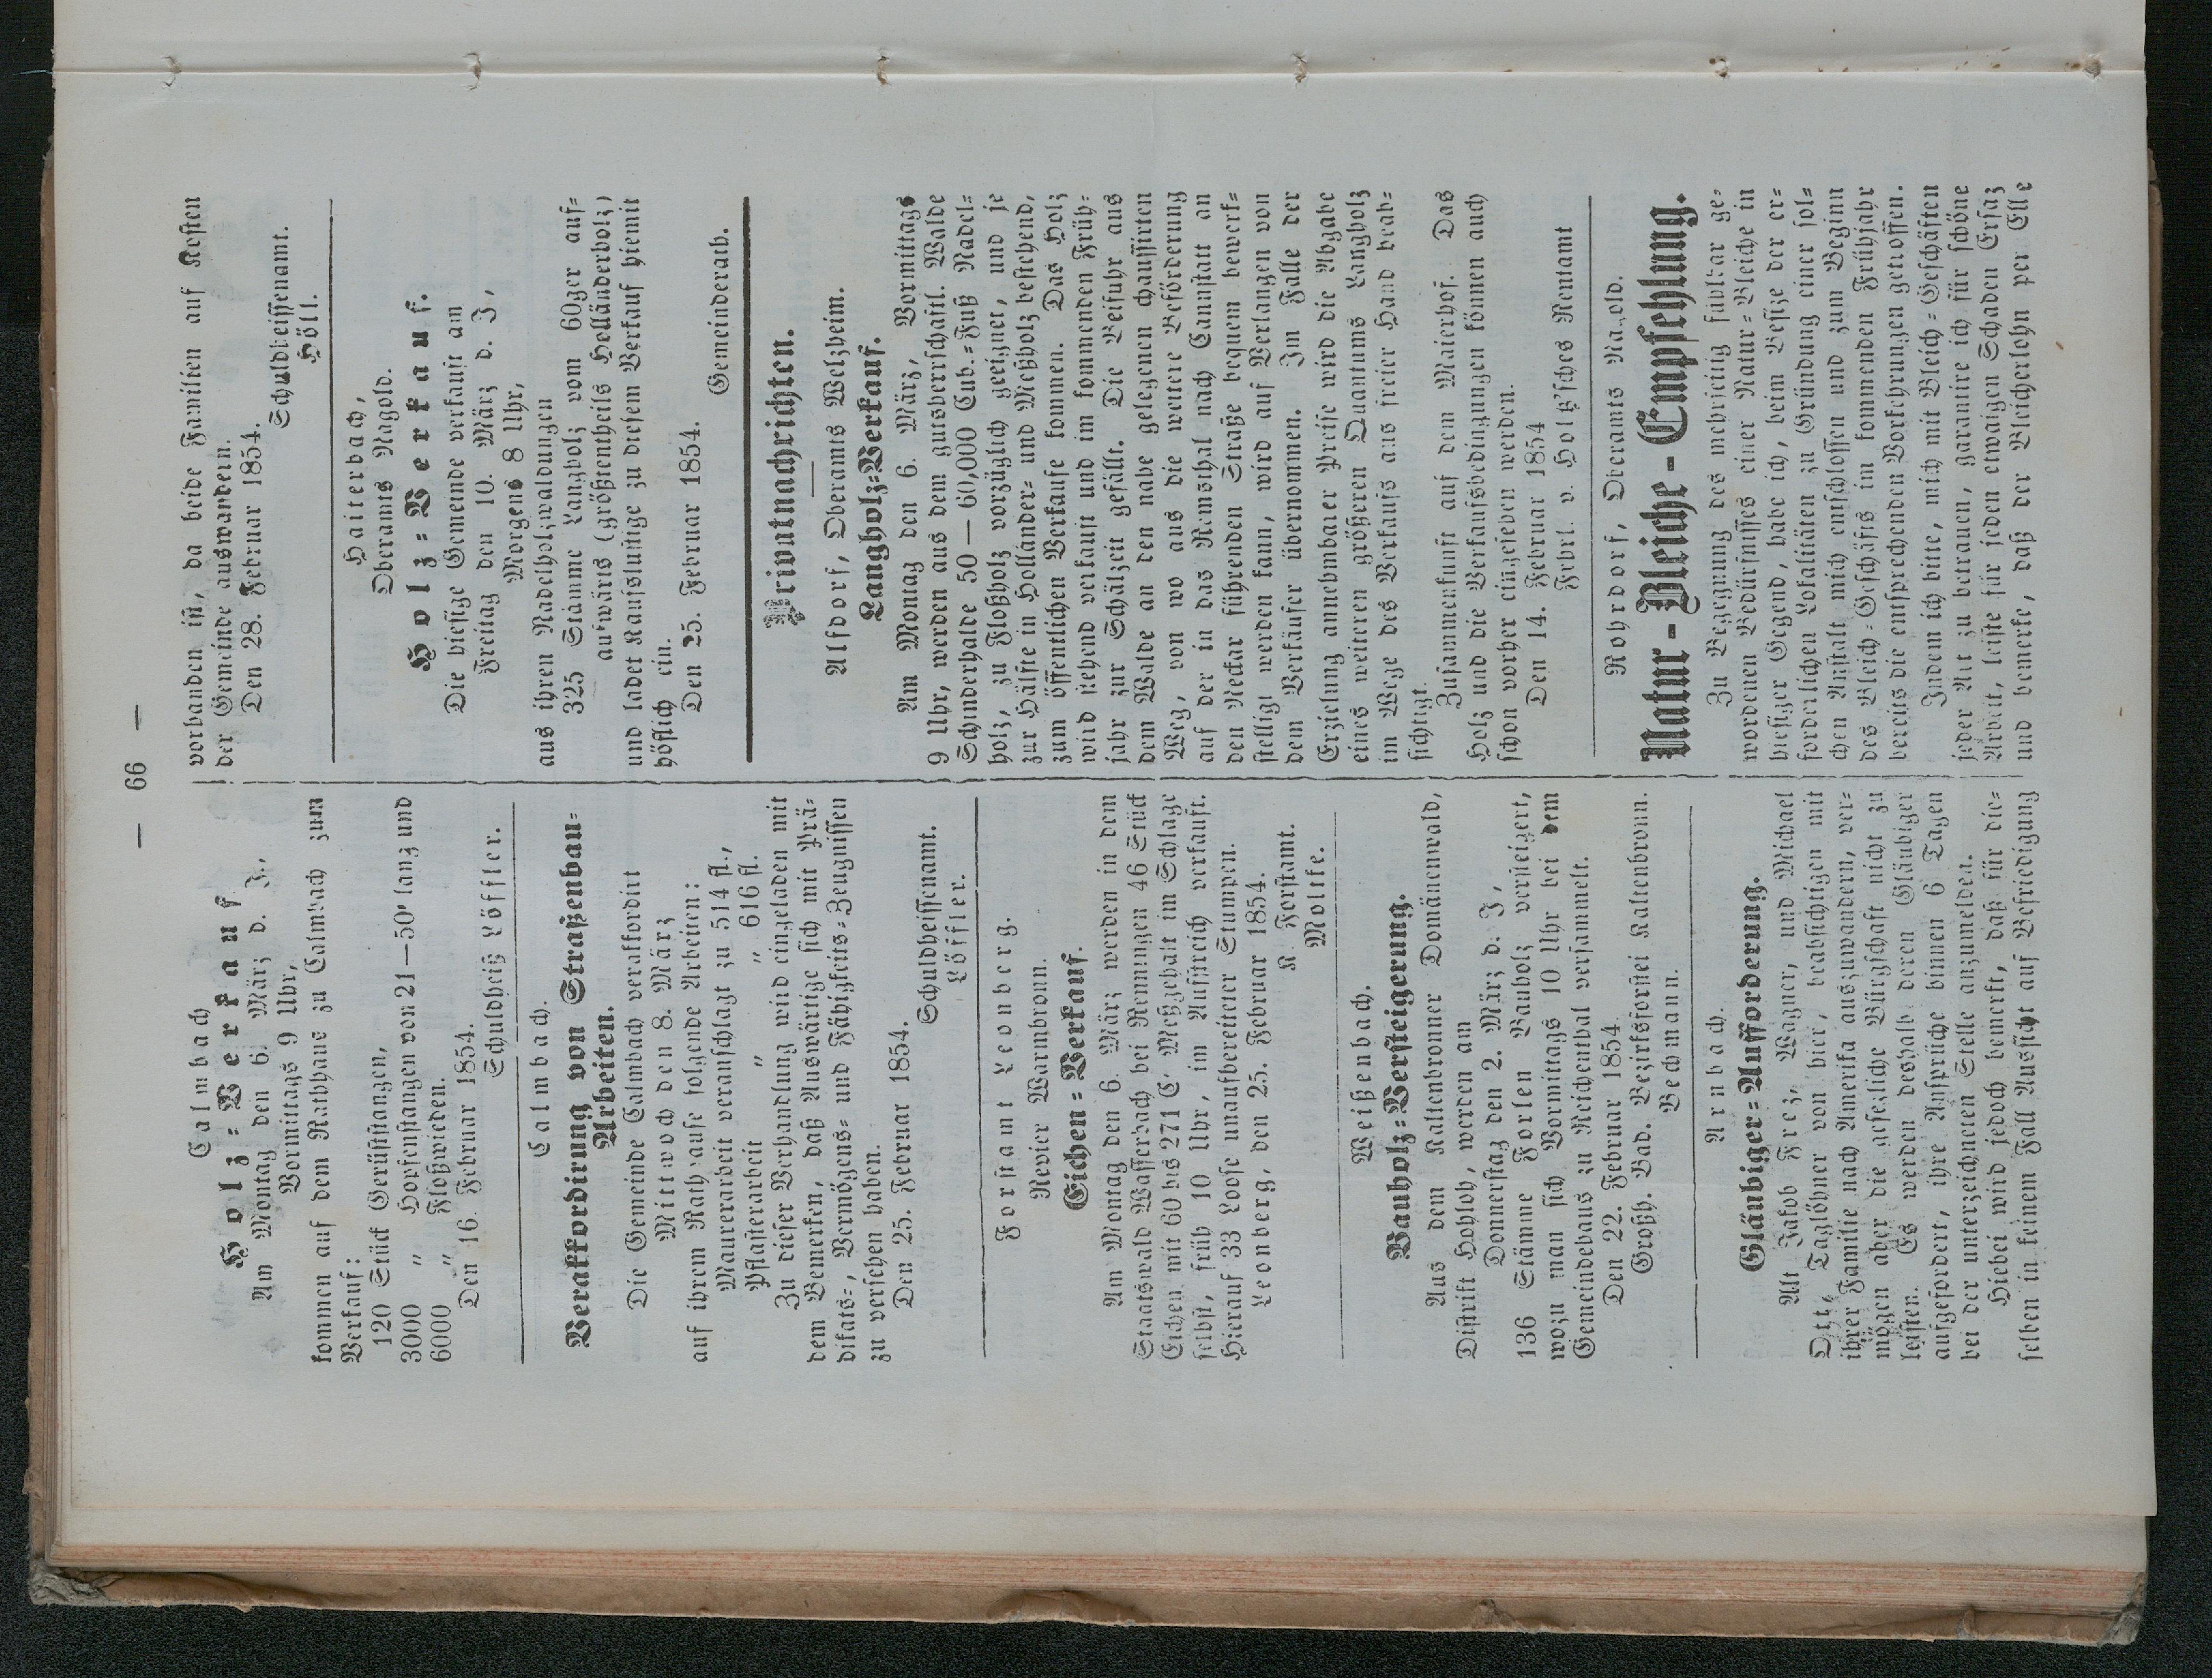 — 66 —
Calmbach
Holz=Verkauf
Am Montag den 6. März d. J.,
Vormittags 9 Uhr,
kommen auf dem Rathhaus zu Calmbach zum
Verkauf:
120 Stück Gerüststangen,
3000 „ Hopfenstangen von 21—50' lang und
6000 „ Floßwieden.
Den 16. Februar 1854.
Schuldheiß Löffler.
Calmbach.
Verakkordirung von Straßenbau=
Arbeiten.
Die Gemeinde Calmbach verakkordirt
Mittwoch den 8. März
auf ihrem Rathhause folgende Arbeiten:
Maurerarbeit veranschlagt zu 514 fl.,
Pflasterarbeit „ „ 616 fl.
Zu dieser Verhandlung wird eingeladen mit
dem Bemerken, daß Auswärtige sich mit Prä=
dikats=, Vermögens= und Fähigkeits=Zeugnissen
zu versehen haben.
Den 25. Februar 1854.
Schuldheissenamt.
Löffler.
Forstamt Leonberg.
Revier Warmbronn.
Eichen=Verkauf.
Am Montag den 6. März werden in dem
Staatswald Wasserbach bei Renningen 46 Stück
Eichen mit 60 bis 271 C' Meßgehalt im Schlage
selbst, früh 10 Uhr, im Aufstreich verkauft.
Hierauf 33 Loose unaufbereiteter Stumpen.
Leonberg, den 25. Februar 1854.
K. Forstamt.
Moltke.
Weißenbach.
Bauholz=Versteigerung.
Aus dem Kaltenbronner Domänenwald,
Distrikt Hohloh, werden am
Donnerstag den 2. März d. J.,
136 Stämme Forlen Bauholz versteigert,
wozu man sich Vormittags 10 Uhr bei dem
Gemeindehaus zu Reichenthal versammelt.
Den 22. Februar 1854.
Großh. Bad. Bezirksforstei Kaltenbronn.
Bechmann.
Arnbach.
Gläubiger=Aufforderung.
Alt Jakob Frez, Wagner, und Michael
Ott, Taglöhner von hier, beabsichtigen mit
ihrer Familie nach Amerika auszuwandern, ver=
mögen aber die gesezliche Bürgschaft nicht zu
leisten. Es werden deshalb deren Gläubiger
aufgefordert, ihre Ansprüche binnen 6 Tagen
bei der unterzeichneten Stelle anzumelden.
Hiebei wird jedoch bemerkt, daß für die=
selben in keinem Fall Aussicht auf Befriedigung
vorhanden ist, da beide Familien auf Kosten
der Gemeinde auswandern.
Den 28. Februar 1854.
Schuldheissenamt.
Höll.
Haiterbach,
Oberamts Nagold.
Holz=Verkauf.
Die hiesige Gemeinde verkauft am
Freitag den 10. März d. J.,
Morgens 8 Uhr,
aus ihren Nadelholzwaldungen
325 Stämme Langholz vom 60ger auf=
aufwärts (größtentheils Holländerholz)
und ladet Kaufslustige zu diesem Verkauf hiemit
höflich ein.
Den 25. Februar 1854.
Gemeinderath.
Privatnachrichten.
Alfdorf, Oberamts Welzheim.
Langholz=Verkauf.
Am Montag den 6. März, Vormittags
9 Uhr, werden aus dem gutsherrschaftl. Walde
Schinderhalde 50—60,000 Cub.=Fuß Nadel=
holz, zu Floßholz vorzüglich geeignet, und je
zur Hälfte in Holländer= und Meßholz bestehend,
zum öffentlichen Verkaufe kommen. Das Holz
wird stehend verkauft und im kommenden Früh=
jahr zur Schälzeit gefällt. Die Beifuhr aus
dem Walde an den nahe gelegenen chaussirten
Weg, von wo aus die weitere Beförderung
auf der in das Remsthal nach Cannstatt an
den Neckar führenden Straße bequem bewerk=
stelligt werden kann, wird auf Verlangen von
dem Verkäufer übernommen. Im Falle der
Erzielung annehmbarer Preise wird die Abgabe
eines weiteren größeren Quantums Langholz
im Wege des Verkaufs aus freier Hand beab=
sichtigt.
Zusammenkunft auf dem Maierhof. Das
Holz und die Verkaufsbedingungen können auch
schon vorher eingesehen werden.
Den 14. Februar 1854
Frhrl. v. Holtz'sches Rentamt
Rohrdorf, Oberamts Nagold.
Natur=Bleiche=Empfehlung.
Zu Begegnung des mehrseitig fühlbar ge=
wordenen Bedürfnisses einer Natur=Bleiche in
hiesiger Gegend, habe ich, beim Besize der er=
forderlichen Lokalitäten zu Gründung einer sol=
chen Anstalt mich entschlossen und zum Beginn
des Bleich=Geschäfts im kommenden Frühjahr
bereits die entsprechenden Vorkehrungen getroffen.
Indem ich bitte, mich mit Bleich=Geschäften
jeder Art zu betrauen, garantire ich für schöne
Arbeit, leiste für jeden etwaigen Schaden Ersaz
und bemerke, daß der Bleicherlohn per Elle